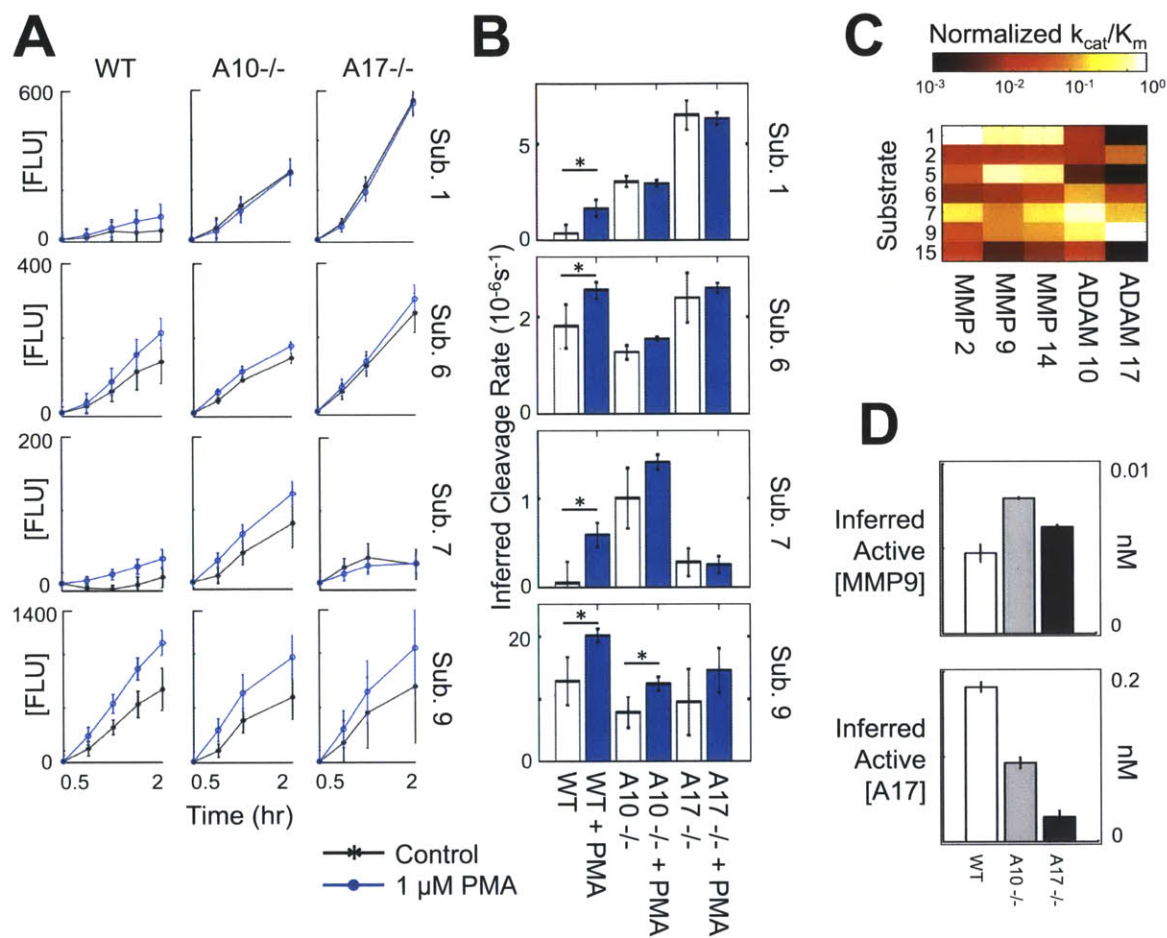 A
WT
A10-/-
A17-/-
600
[FLU]
0
Sub. 1
400
[FLU]
0
Sub. 6
200
[FLU]
0
Sub. 7
1400
[FLU]
0
Sub. 9
0.5
2
0.5
2
0.5
2
Time (hr)
Control
1 µM PMA
B
Inferred Cleavage Rate (10-6s-1)
5
0
*
Sub. 1
2
0
*
Sub. 6
1
0
*
Sub. 7
20
10
0
*
*
Sub. 9
WT
WT + PMA
A10 -/-
A10 -/- + PMA
A17 -/-
A17 -/- + PMA
C
Normalized kcat/Km
10-3
10-2
10-1
100
Substrate
1
2
5
6
7
9
15
MMP 2
MMP 9
MMP 14
ADAM 10
ADAM 17
D
Inferred
Active
[MMP9]
0.01
nM
0
Inferred
Active
[A17]
0.2
nM
0
WT
A10 -/-
A17 -/-